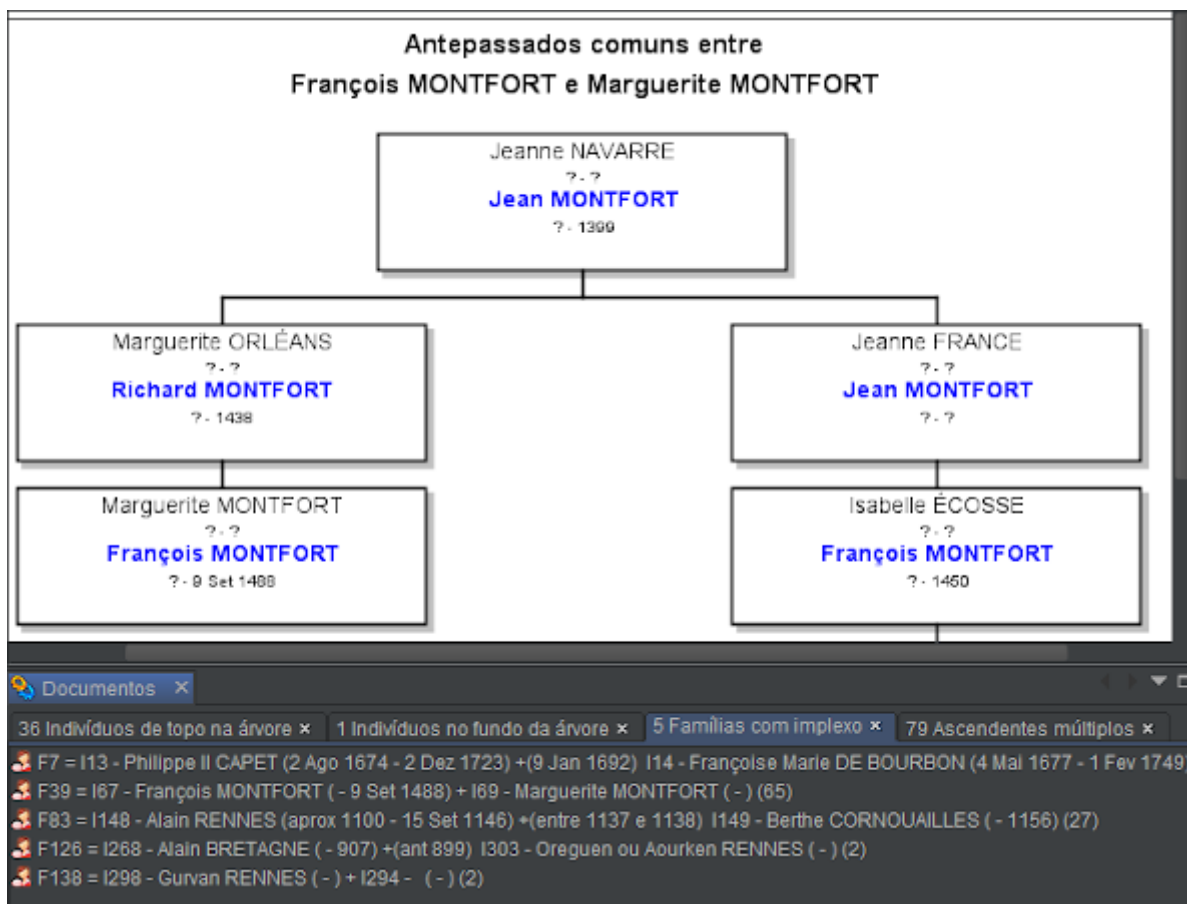 Antepassados comuns entre
François MONTFORT e Marguerite MONTFORT
Jeanne NAVARRE
? - ?
Jean MONTFORT
? - 1399
Marguerite ORLÉANS
? - ?
Richard MONTFORT
? - 1438
Jeanne FRANCE
? - ?
Jean MONTFORT
? - ?
Marguerite MONTFORT
? - ?
François MONTFORT
? - 9 Set 1488
Isabelle ÉCOSSE
? - ?
François MONTFORT
? - 1450
Documentos
36 Indivíduos de topo na árvore 1 Indivíduos no fundo da árvore 5 Famílias com implexo 79 Ascendentes múltiplos
F7 = I13 - Philippe II CAPET (2 Ago 1674 - 2 Dez 1723) +(9 Jan 1692) I14 - Françoise Marie DE BOURBON (4 Mai 1677 - 1 Fev 1749)
F39 = I67 - François MONTFORT ( - 9 Set 1488) + I69 - Marguerite MONTFORT ( - ) (65)
F83 = I148 - Alain RENNES (aprox 1100 - 15 Set 1146) +(entre 1137 e 1138) I149 - Berthe CORNOUAILLES ( - 1156) (27)
F126 = I268 - Alain BRETAGNE ( - 907) +(ant 899) I303 - Oreguen ou Aourken RENNES ( - ) (2)
F138 = I298 - Gurvan RENNES ( - ) + I294 - ( - ) (2)